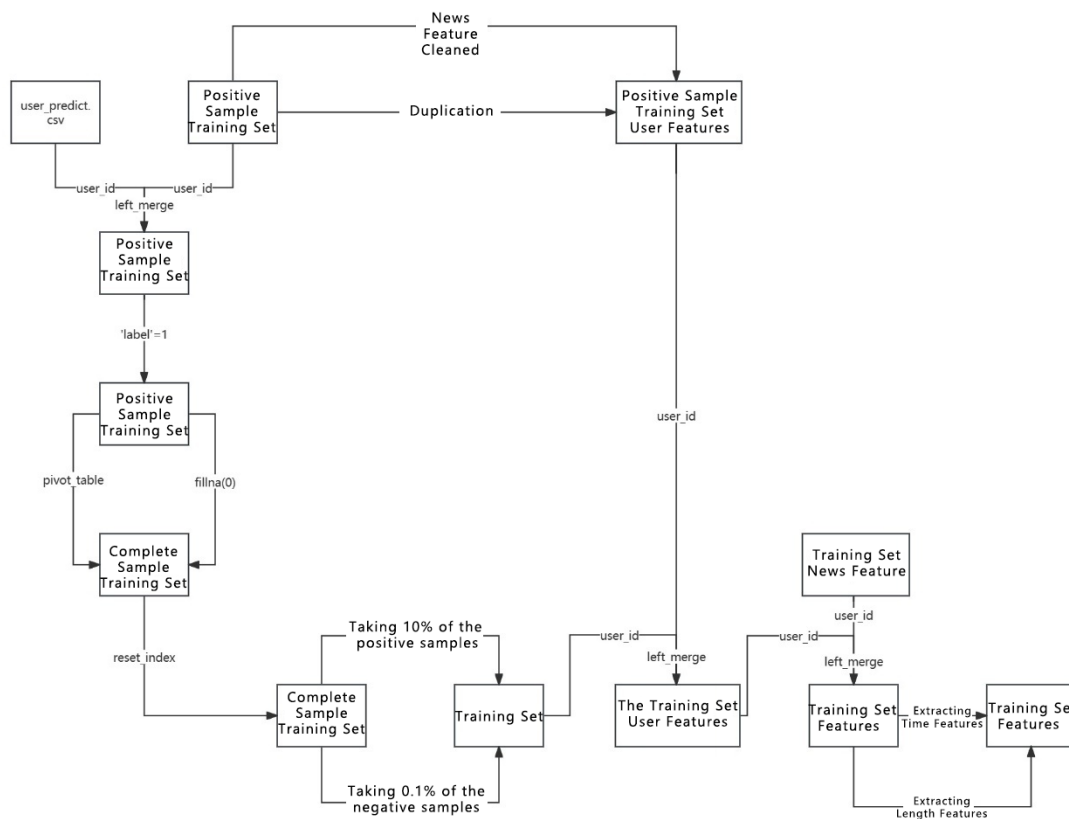 News
Feature
Cleaned
user_predict.
csv
Positive
Sample
Training Set
Duplication
Positive Sample
Training Set
User Features
user_id
user_id
left_merge
Positive
Sample
Training Set
'label'=1
Positive
Sample
Training Set
user_id
pivot_table
fillna(0)
Complete
Sample
Training Set
Training Set
News Feature
user_id
Taking 10% of the
positive samples
user_id
user_id
reset_index
left_merge
left_merge
Complete
Sample
Training Set
Training Set
The Training Set
User Features
Training Set
Features
Extracting
Time Features
Training Set
Features
Taking 0.1% of the
negative samples
Extracting
Length Features